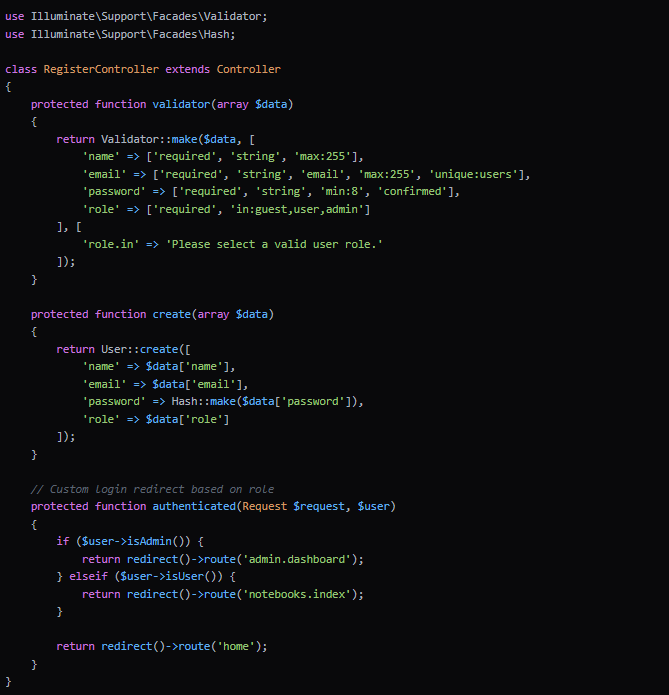 use Illuminate\Support\Facades\Validator;
use Illuminate\Support\Facades\Hash;

class RegisterController extends Controller
{
    protected function validator(array $data)
    {
        return Validator::make($data, [
            'name' => ['required', 'string', 'max:255'],
            'email' => ['required', 'string', 'email', 'max:255', 'unique:users'],
            'password' => ['required', 'string', 'min:8', 'confirmed'],
            'role' => ['required', 'in:guest,user,admin']
        ], [
            'role.in' => 'Please select a valid user role.'
        ]);
    }

    protected function create(array $data)
    {
        return User::create([
            'name' => $data['name'],
            'email' => $data['email'],
            'password' => Hash::make($data['password']),
            'role' => $data['role']
        ]);
    }

    // Custom login redirect based on role
    protected function authenticated(Request $request, $user)
    {
        if ($user->isAdmin()) {
            return redirect()->route('admin.dashboard');
        } elseif ($user->isUser()) {
            return redirect()->route('notebooks.index');
        }

        return redirect()->route('home');
    }
}